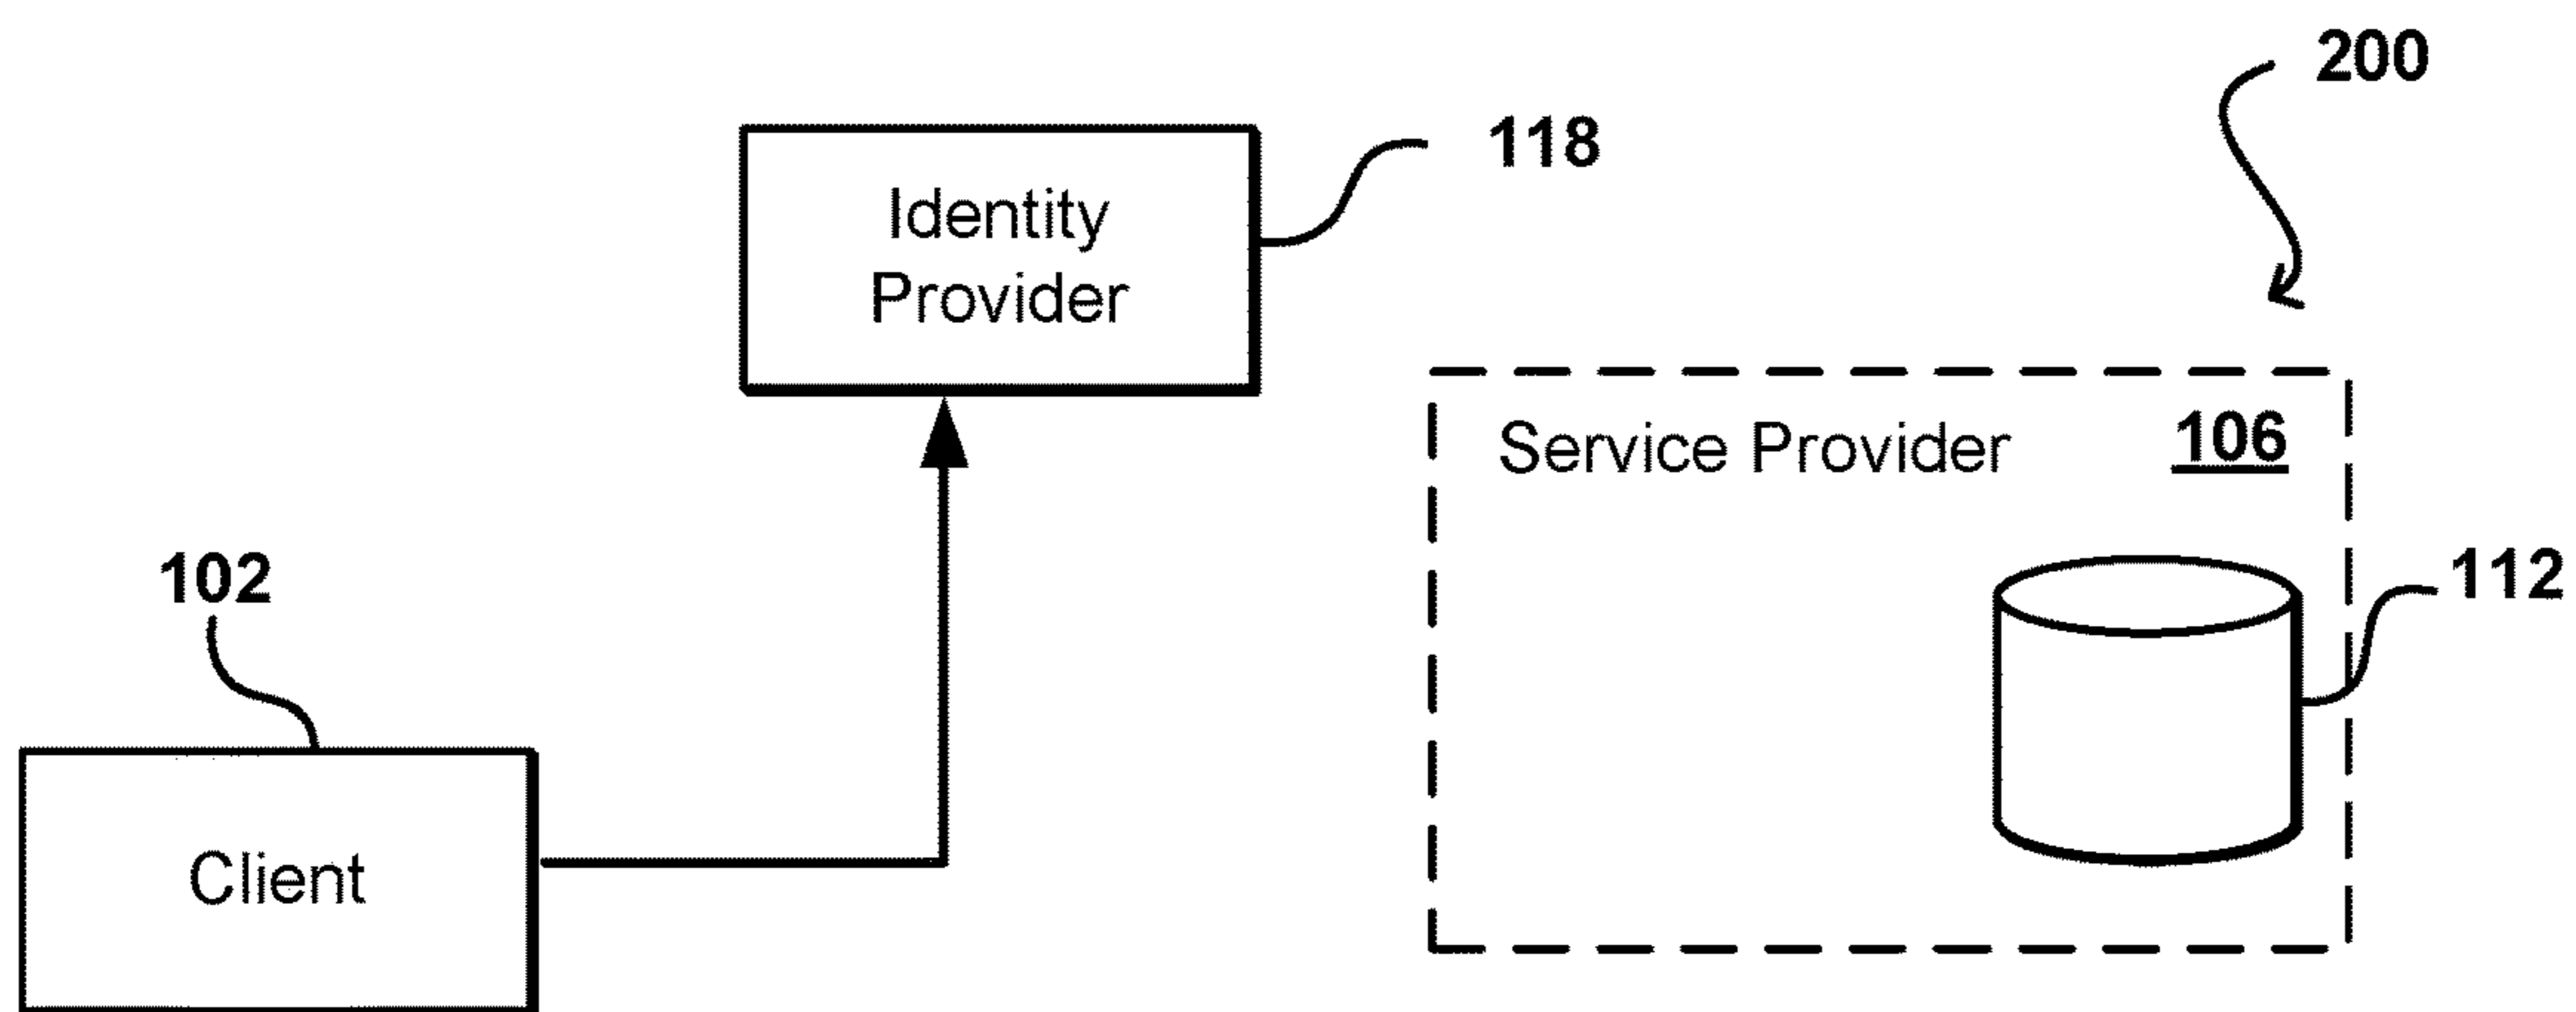 200
118
Identity
Provider
Service Provider 106
112
102
Client